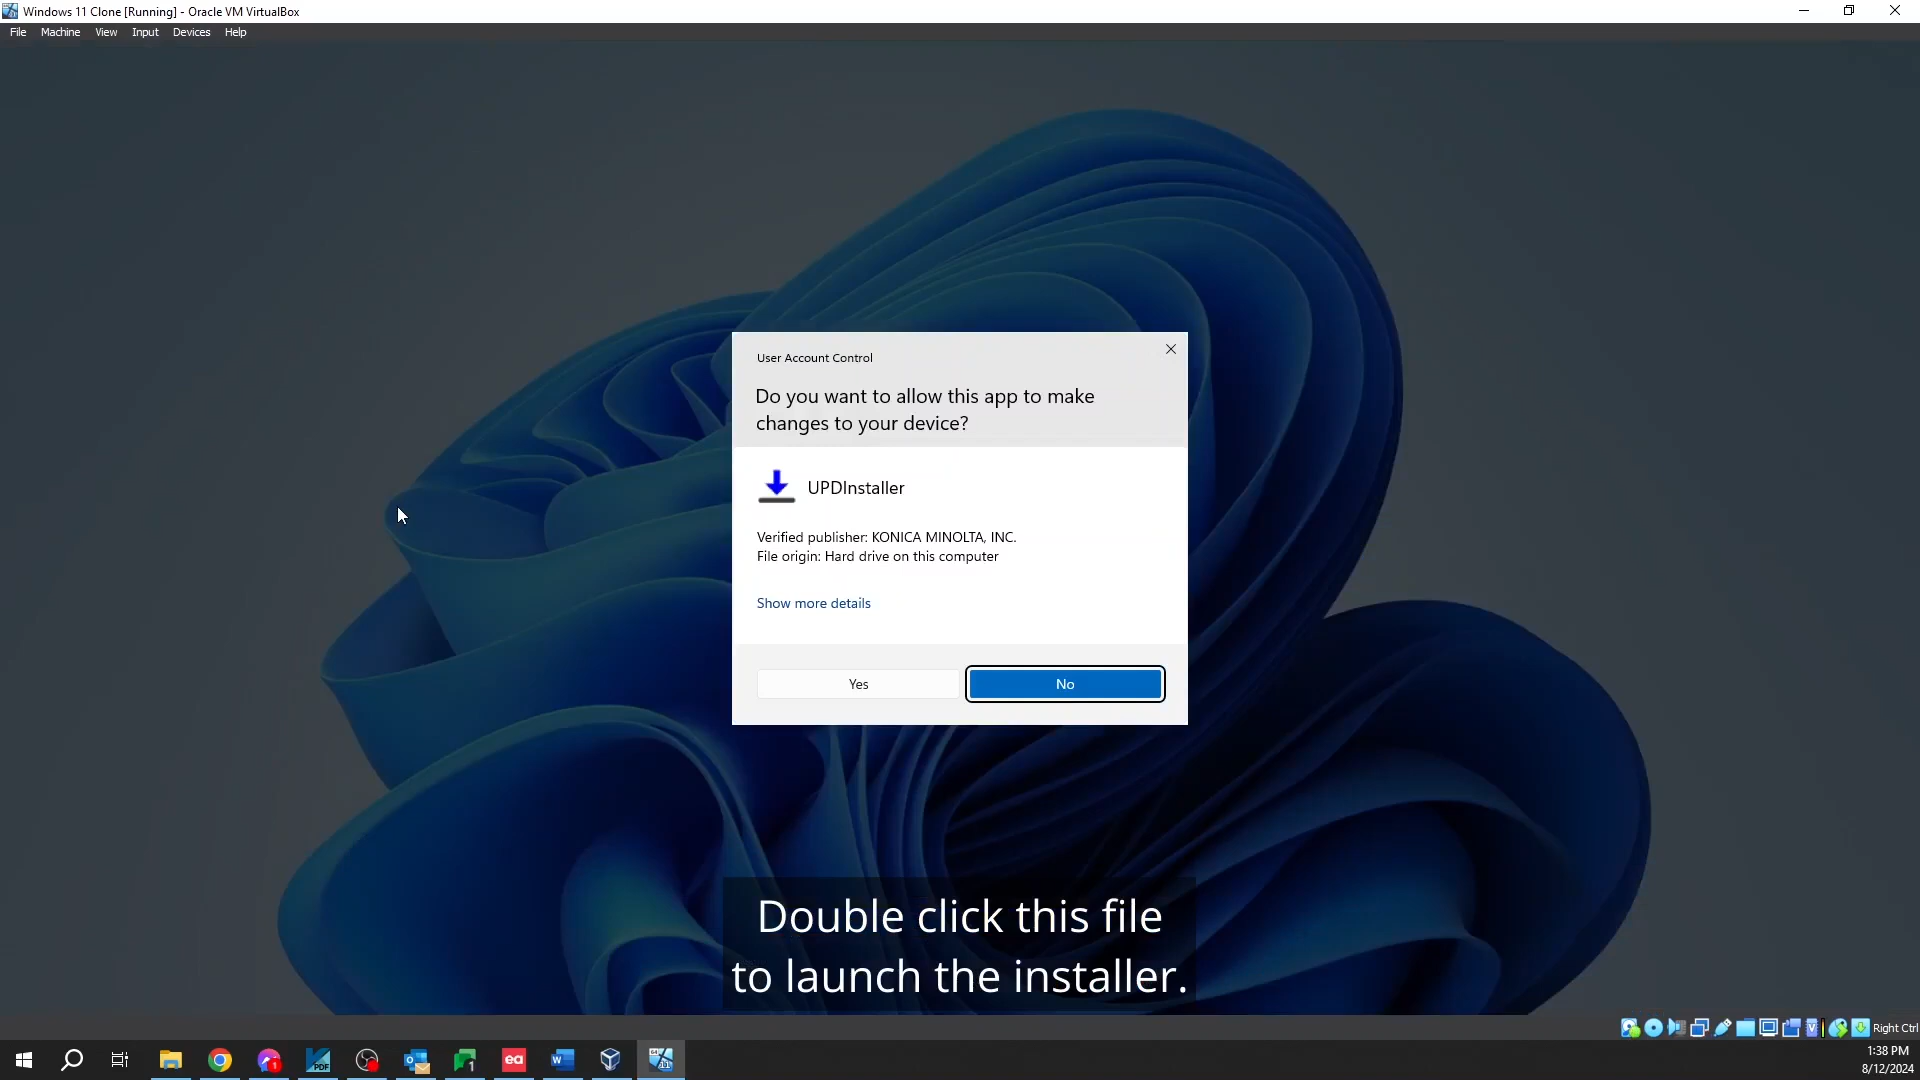 Windows 11 Clone [Running] - Oracle VM VirtualBox
File Machine View Input Devices Help
User Account Control
Do you want to allow this app to make
changes to your device?
UPDInstaller
Verified publisher: KONICA MINOLTA, INC.
File origin: Hard drive on this computer
Show more details
Yes No
Double click this file
to launch the installer.
Right Ctrl
1:38 PM
8/12/2024